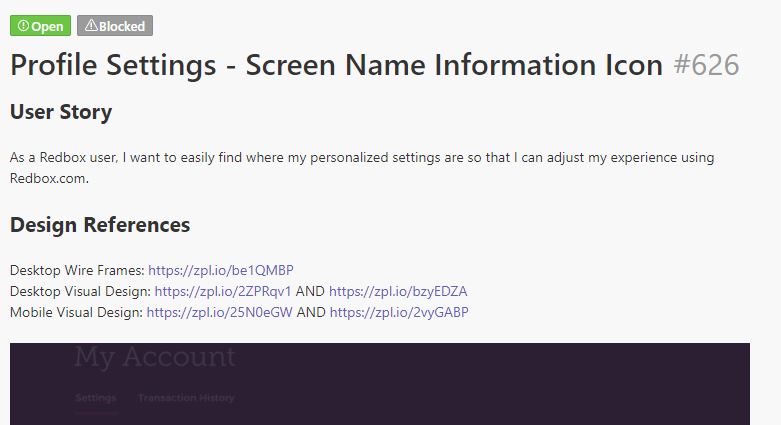 Open Blocked
Profile Settings - Screen Name Information Icon #626
User Story
As a Redbox user, I want to easily find where my personalized settings are so that I can adjust my experience using
Redbox.com.
Design References
Desktop Wire Frames: https://zpl.io/be1QMBP
Desktop Visual Design: https://zpl.io/2ZPRqv1 AND https://zpl.io/bzyEDZA
Mobile Visual Design: https://zpl.io/25N0eGW AND https://zpl.io/2vyGABP
My Account
Settings Transaction History